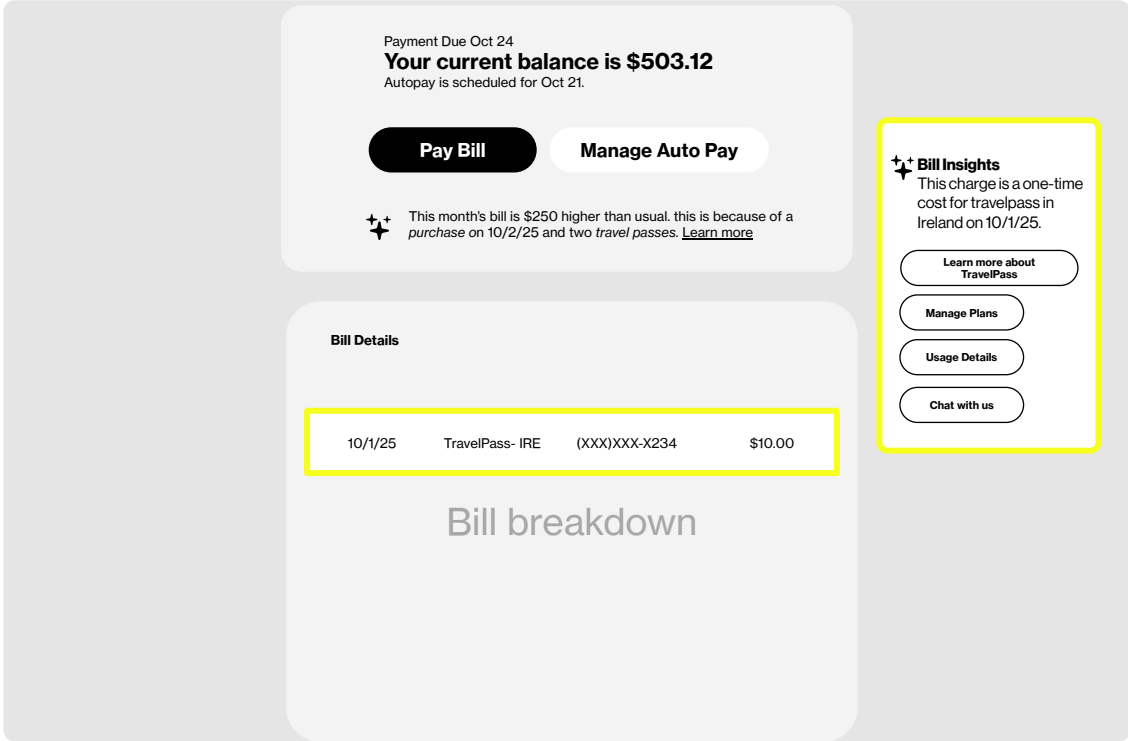 Payment Due Oct 24
Your current balance is $503.12
Autopay is scheduled for Oct 21.
Pay Bill
Manage Auto Pay
This month's bill is $250 higher than usual. this is because of a
purchase on 10/2/25 and two travel passes. Learn more
Bill Insights
This charge is a one-time
cost for travelpass in
Ireland on 10/1/25.
Learn more about
TravelPass
Manage Plans
Usage Details
Chat with us
Bill Details
10/1/25 TravelPass- IRE (XXX)XXX-X234 $10.00
Bill breakdown